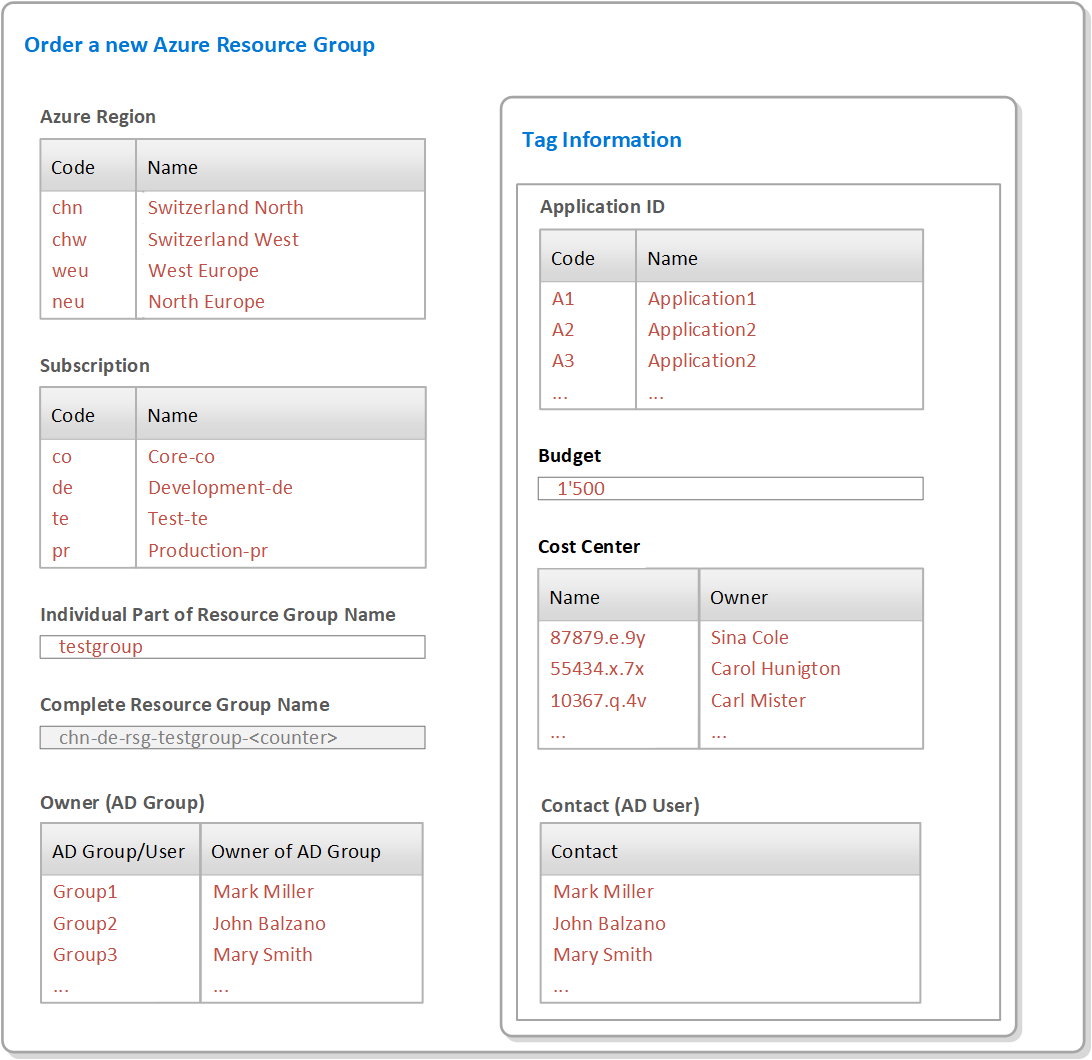 Order a new Azure Resource Group
Azure Region
Code Name
chn Switzerland North
chw Switzerland West
weu West Europe
neu North Europe
Subscription
Code Name
co Core-co
de Development-de
te Test-te
pr Production-pr
Individual Part of Resource Group Name
testgroup
Complete Resource Group Name
chn-de-rsg-testgroup-<counter>
Owner (AD Group)
AD Group/User Owner of AD Group
Group1 Mark Miller
Group2 John Balzano
Group3 Mary Smith
... ...
Tag Information
Application ID
Code Name
A1 Application1
A2 Application2
A3 Application2
... ...
Budget
1'500
Cost Center
Name Owner
87879.e.9y Sina Cole
55434.x.7x Carol Hunigton
10367.q.4v Carl Mister
... ...
Contact (AD User)
Contact
Mark Miller
John Balzano
Mary Smith
...